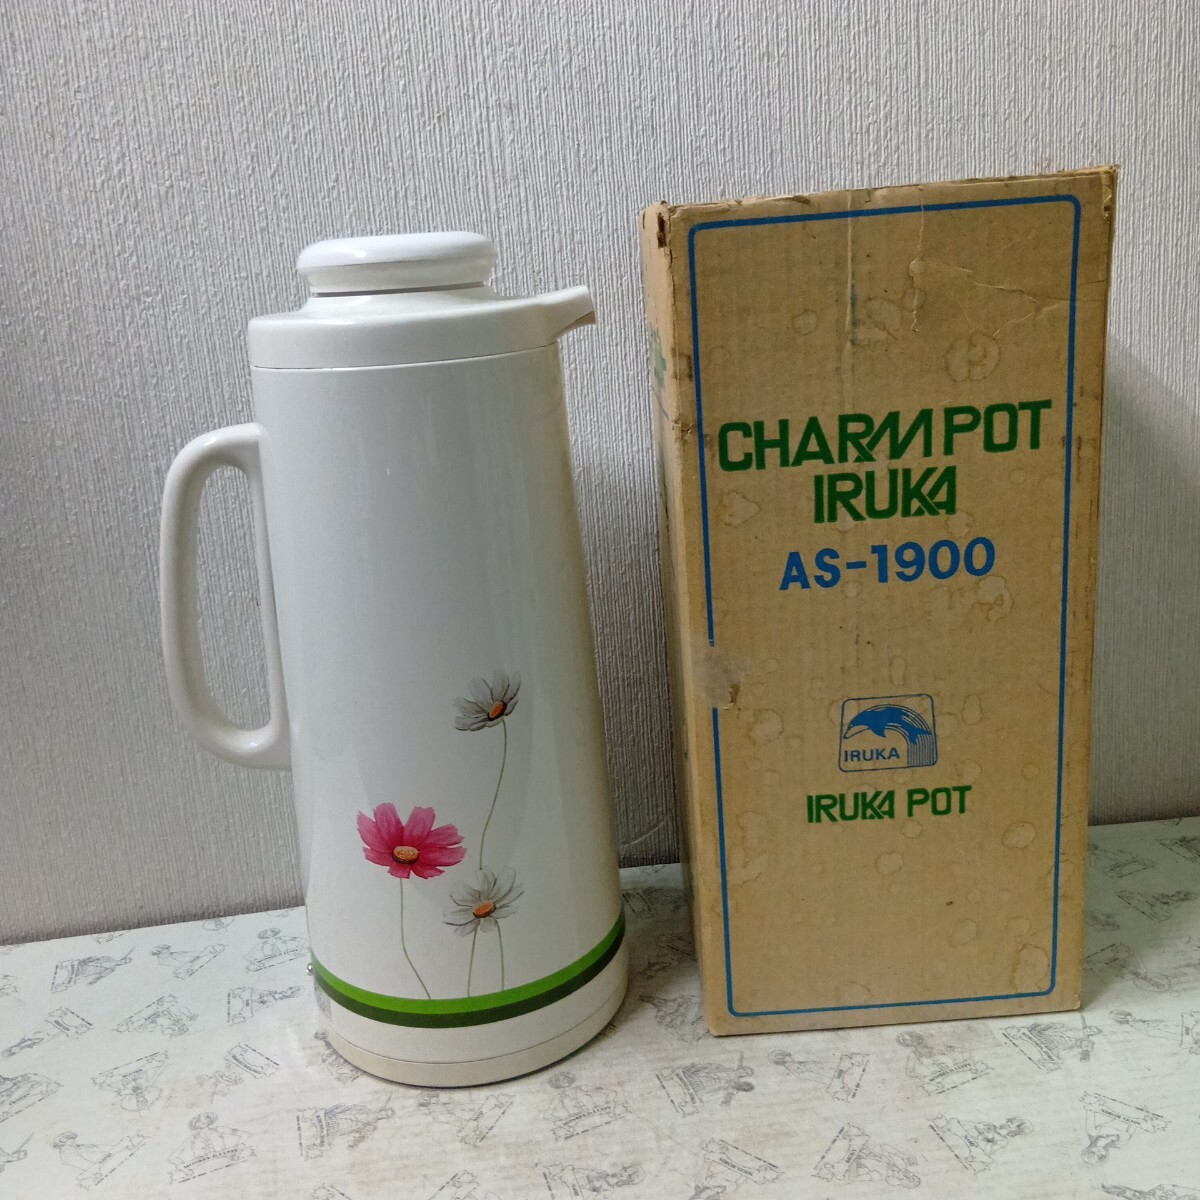 CHARM POT
IRUKA
AS-1900
IRUKA
IRUKA POT